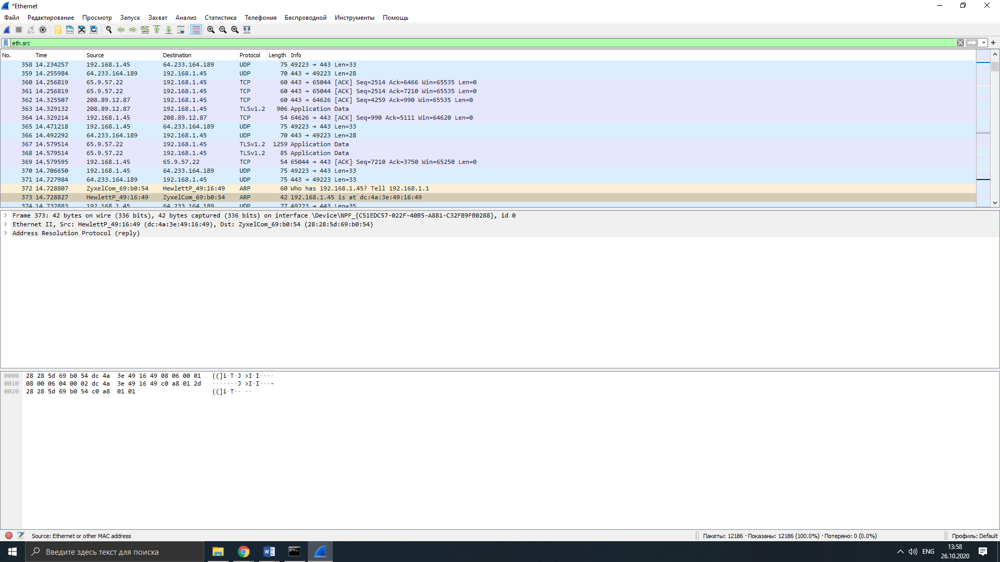 *Ethernet
Файл Редактирование Просмотр Запуск Захват Анализ Статистика Телефония Беспроводной Инструменты Помощь
eth.src
No. Time Source Destination Protocol Length Info
358 14.234257 192.168.1.45 64.233.164.189 UDP 75 49223 → 443 Len=33
359 14.255984 64.233.164.189 192.168.1.45 UDP 70 443 → 49223 Len=28
360 14.256819 65.9.57.22 192.168.1.45 TCP 60 443 → 65044 [ACK] Seq=2514 Ack=6466 Win=65535 Len=0
361 14.256819 65.9.57.22 192.168.1.45 TCP 60 443 → 65044 [ACK] Seq=2514 Ack=7210 Win=65535 Len=0
362 14.325507 208.89.12.87 192.168.1.45 TCP 60 443 → 64626 [ACK] Seq=4259 Ack=990 Win=65535 Len=0
363 14.329132 208.89.12.87 192.168.1.45 TLSv1.2 906 Application Data
364 14.329214 192.168.1.45 208.89.12.87 TCP 54 64626 → 443 [ACK] Seq=990 Ack=5111 Win=64620 Len=0
365 14.471218 192.168.1.45 64.233.164.189 UDP 75 49223 → 443 Len=33
366 14.492292 64.233.164.189 192.168.1.45 UDP 70 443 → 49223 Len=28
367 14.579514 65.9.57.22 192.168.1.45 TLSv1.2 1259 Application Data
368 14.579514 65.9.57.22 192.168.1.45 TLSv1.2 85 Application Data
369 14.579595 192.168.1.45 65.9.57.22 TCP 54 65044 → 443 [ACK] Seq=7210 Ack=3750 Win=65250 Len=0
370 14.706650 192.168.1.45 64.233.164.189 UDP 75 49223 → 443 Len=33
371 14.727984 64.233.164.189 192.168.1.45 UDP 75 443 → 49223 Len=33
372 14.728807 ZyxelCom_69:b0:54 HewlettP_49:16:49 ARP 60 Who has 192.168.1.45? Tell 192.168.1.1
373 14.728827 HewlettP_49:16:49 ZyxelCom_69:b0:54 ARP 42 192.168.1.45 is at dc:4a:3e:49:16:49
374 14.732883 192.168.1.45 64.233.164.189 UDP 77 49223 → 443 Len=35
Frame 373: 42 bytes on wire (336 bits), 42 bytes captured (336 bits) on interface \Device\NPF_{C51EDC57-022F-40B5-A881-C32FB9FB0288}, id 0
Ethernet II, Src: HewlettP_49:16:49 (dc:4a:3e:49:16:49), Dst: ZyxelCom_69:b0:54 (28:28:5d:69:b0:54)
Address Resolution Protocol (reply)
0000 28 28 5d 69 b0 54 dc 4a 3e 49 16 49 08 06 00 01 ((]i·T·J >I·I····
0010 08 00 06 04 00 02 dc 4a 3e 49 16 49 c0 a8 01 2d ·······J >I·I···-
0020 28 28 5d 69 b0 54 c0 a8 01 01 ((]i·T·· ··
Source: Ethernet or other MAC address
Пакеты: 12186 · Показаны: 12186 (100.0%) · Потеряно: 0 (0.0%)
Профиль: Default
Введите здесь текст для поиска
ENG
13:58
26.10.2020